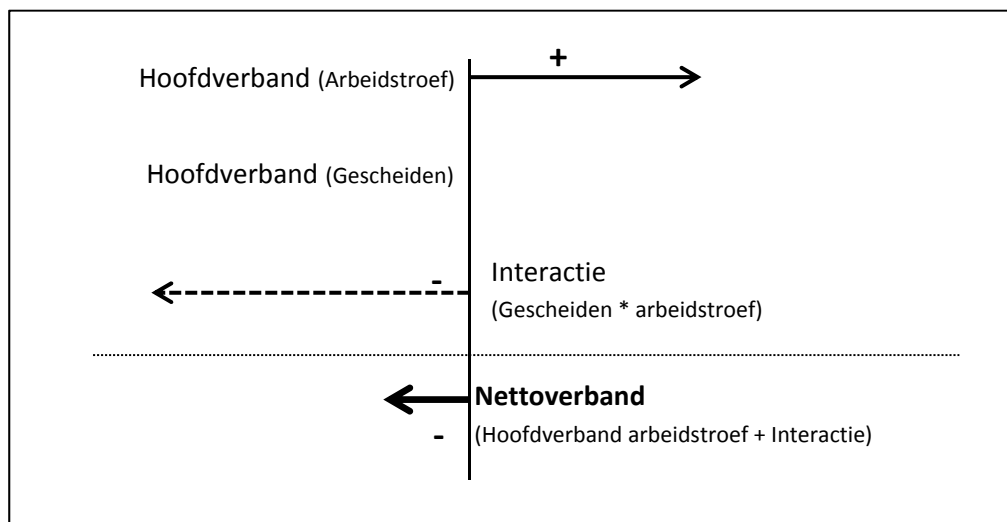 +
Hoofdverband (Arbeidstroef)
Hoofdverband (Gescheiden)
-
Interactie
(Gescheiden * arbeidstroef)
Nettoverband
-
(Hoofdverband arbeidstroef + Interactie)